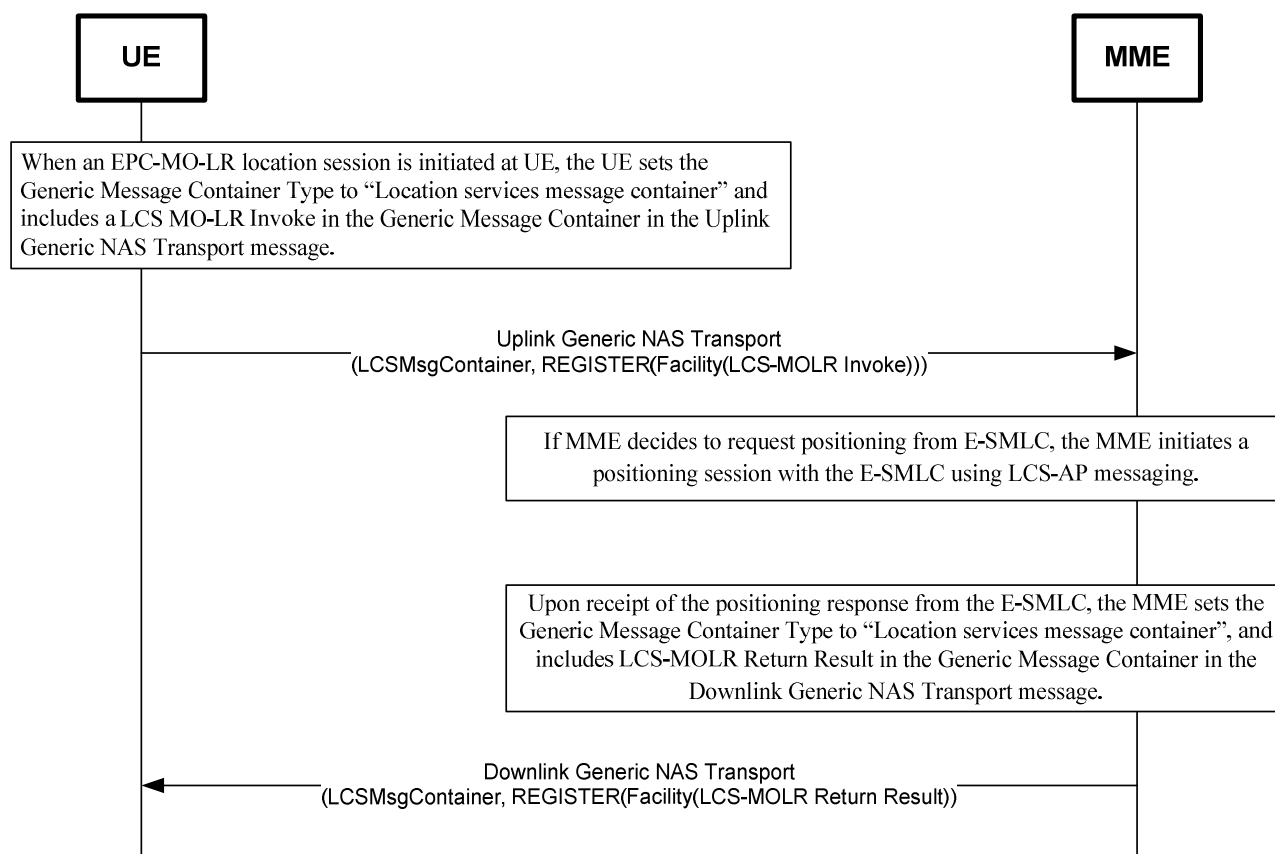 UE
MME
When an EPC-MO-LR location session is initiated at UE, the UE sets the
Generic Message Container Type to “Location services message container” and
includes a LCS MO-LR Invoke in the Generic Message Container in the Uplink
Generic NAS Transport message.
Uplink Generic NAS Transport
(LCSMsgContainer, REGISTER(Facility(LCS-MOLR Invoke)))
If MME decides to request positioning from E-SMLC, the MME initiates a
positioning session with the E-SMLC using LCS-AP messaging.
Upon receipt of the positioning response from the E-SMLC, the MME sets the
Generic Message Container Type to “Location services message container”, and
includes LCS-MOLR Return Result in the Generic Message Container in the
Downlink Generic NAS Transport message.
Downlink Generic NAS Transport
(LCSMsgContainer, REGISTER(Facility(LCS-MOLR Return Result))